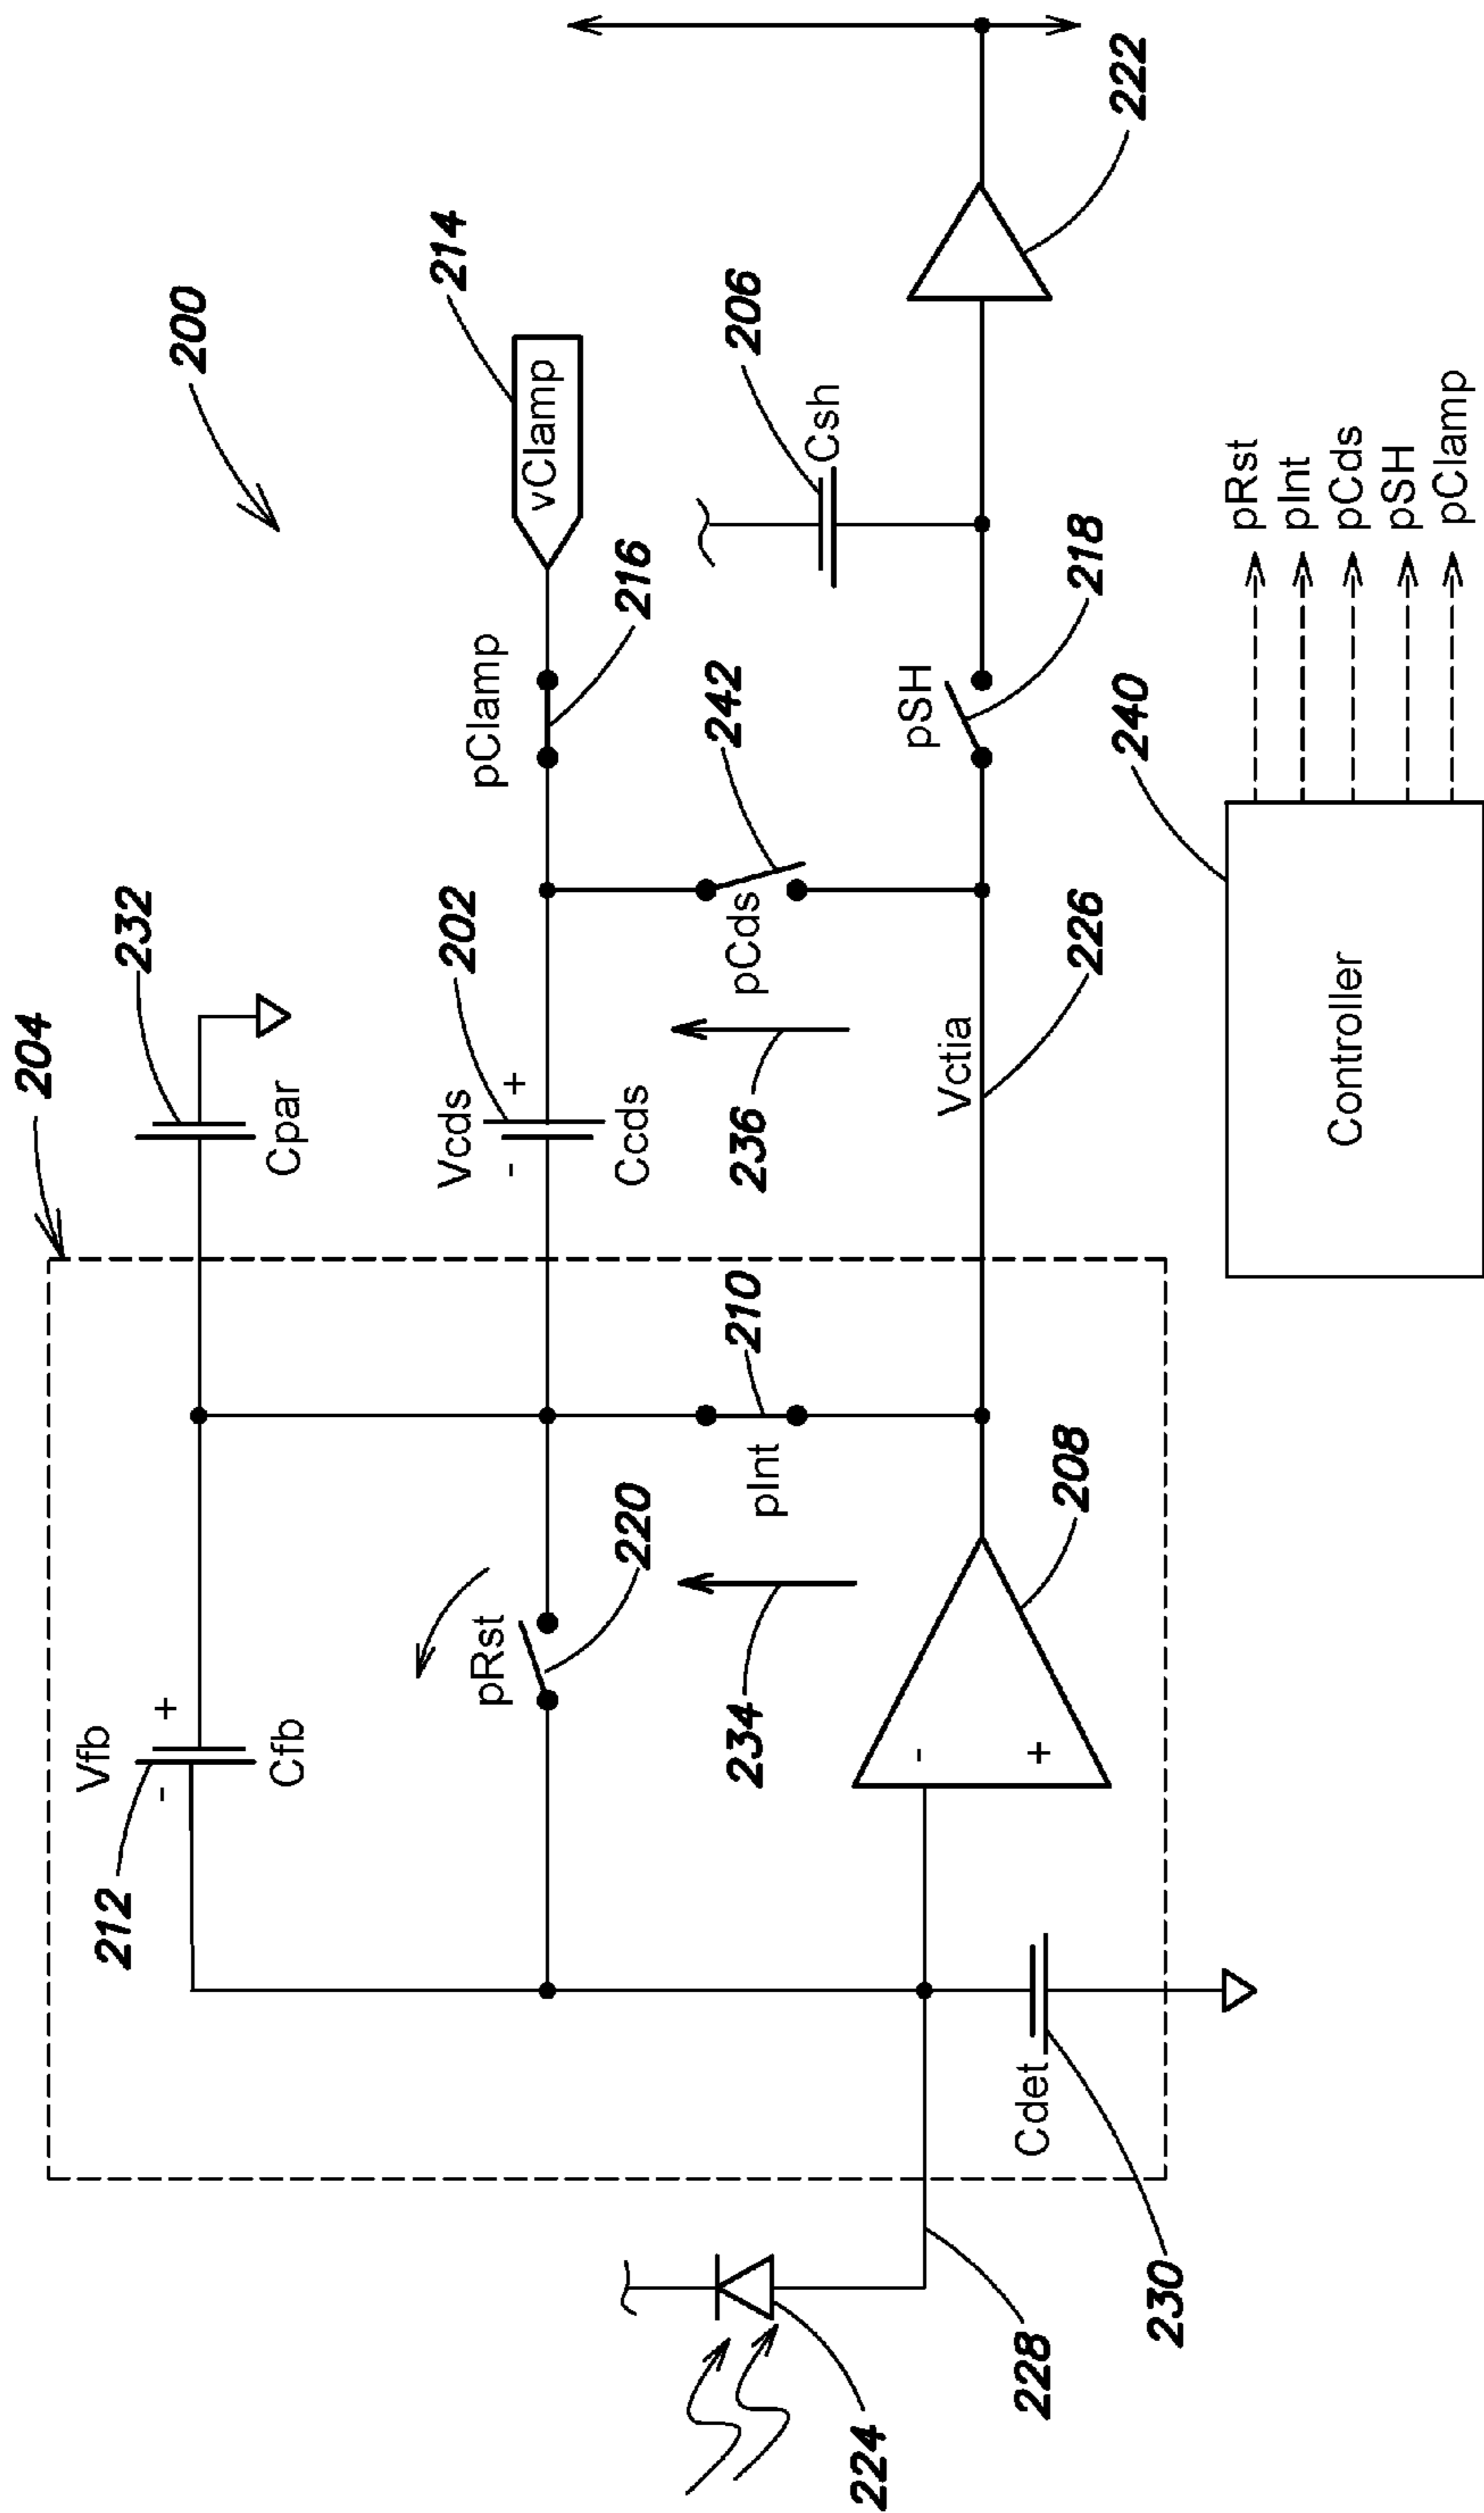 200
204
232
212
Vfb
-
+
Cfb
Cpar
214
vClamp
216
pClamp
202
Vcds
-
+
Ccds
pRst
220
242
pCds
236
210
pInt
234
206
Csh
218
pSH
222
Vctia
226
208
-
+
224
228
Cdet
230
240
Controller
pRst
pInt
pCds
pSH
pClamp